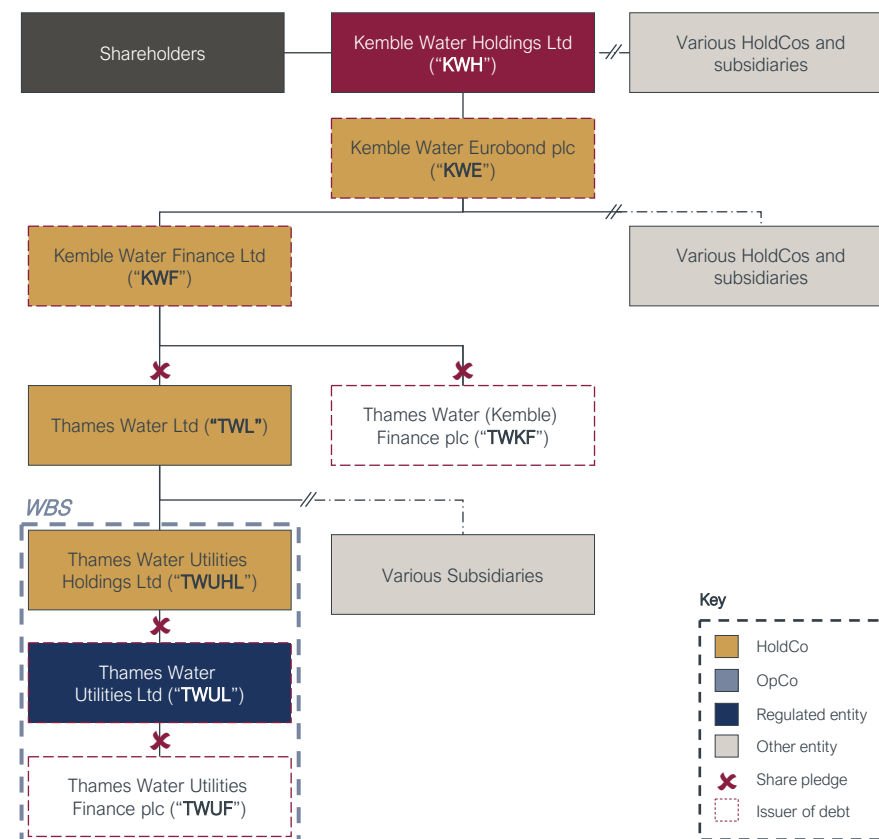 Shareholders
Kemble Water Holdings Ltd
(“KWH”)
Various HoldCos and
subsidiaries
Kemble Water Eurobond plc
(“KWE”)
Kemble Water Finance Ltd
(“KWF”)
Various HoldCos and
subsidiaries
Thames Water Ltd (“TWL”)
Thames Water (Kemble)
Finance plc (“TWKF”)
WBS
Thames Water Utilities
Holdings Ltd (“TWUHL”)
Various Subsidiaries
Thames Water
Utilities Ltd (“TWUL”)
Thames Water Utilities
Finance plc (“TWUF”)
Key
HoldCo
OpCo
Regulated entity
Other entity
Share pledge
Issuer of debt